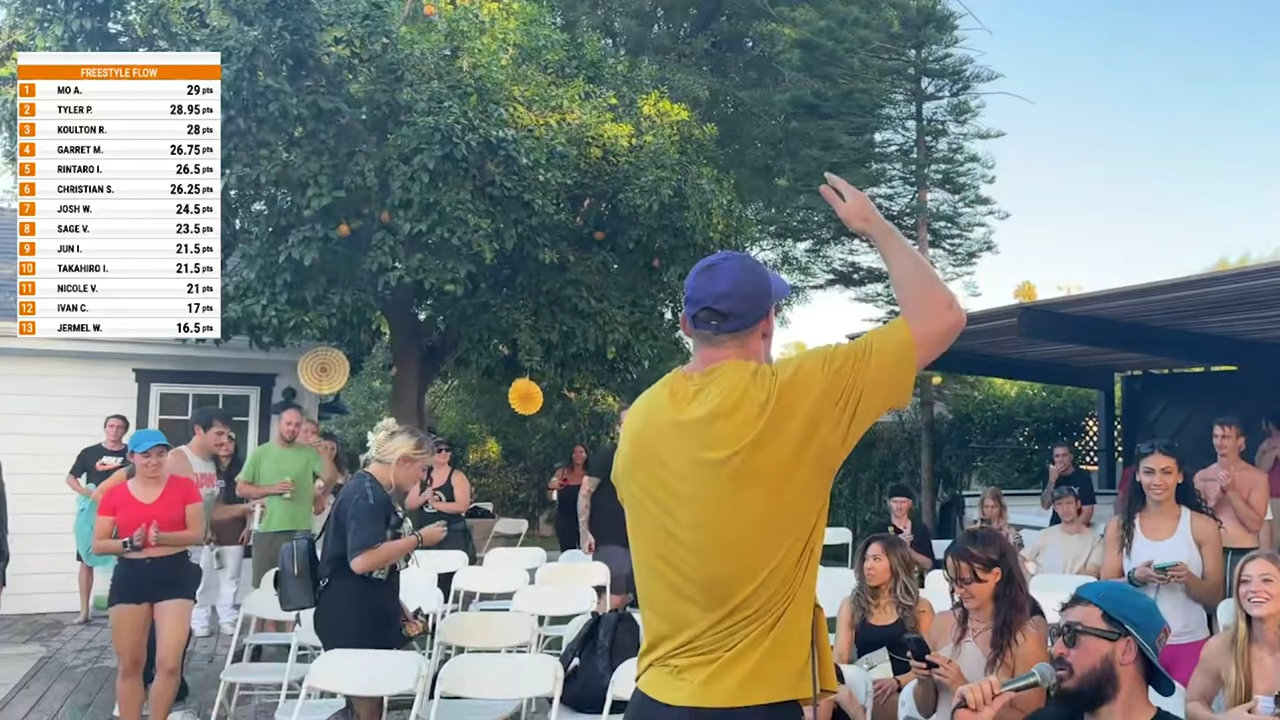 FREESTYLE FLOW
1 MO A. 29 pts
2 TYLER P. 28.95 pts
3 KOULTON R. 28 pts
4 GARRET M. 26.75 pts
5 RINTARO I. 26.5 pts
6 CHRISTIAN S. 26.25 pts
7 JOSH W. 24.5 pts
8 SAGE V. 23.5 pts
9 JUN I. 21.5 pts
10 TAKAHIRO I. 21.5 pts
11 NICOLE V. 21 pts
12 IVAN C. 17 pts
13 JERMEL W. 16.5 pts
NIKE